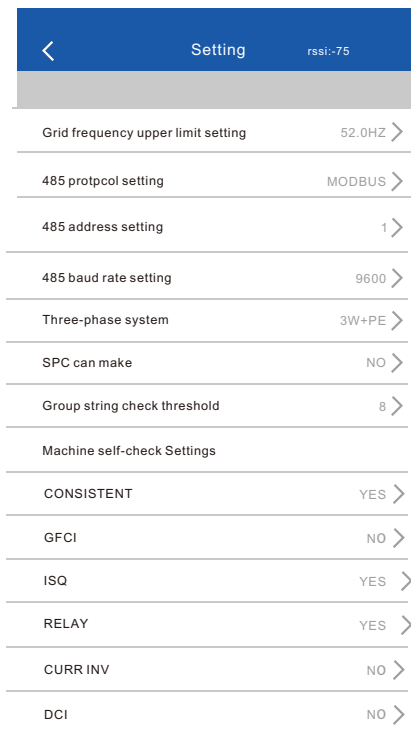 Setting rssi:-75
Grid frequency upper limit setting 52.0HZ
485 protpcol setting MODBUS
485 address setting 1
485 baud rate setting 9600
Three-phase system 3W+PE
SPC can make NO
Group string check threshold 8
Machine self-check Settings
CONSISTENT YES
GFCI NO
ISQ YES
RELAY YES
CURR INV NO
DCI NO